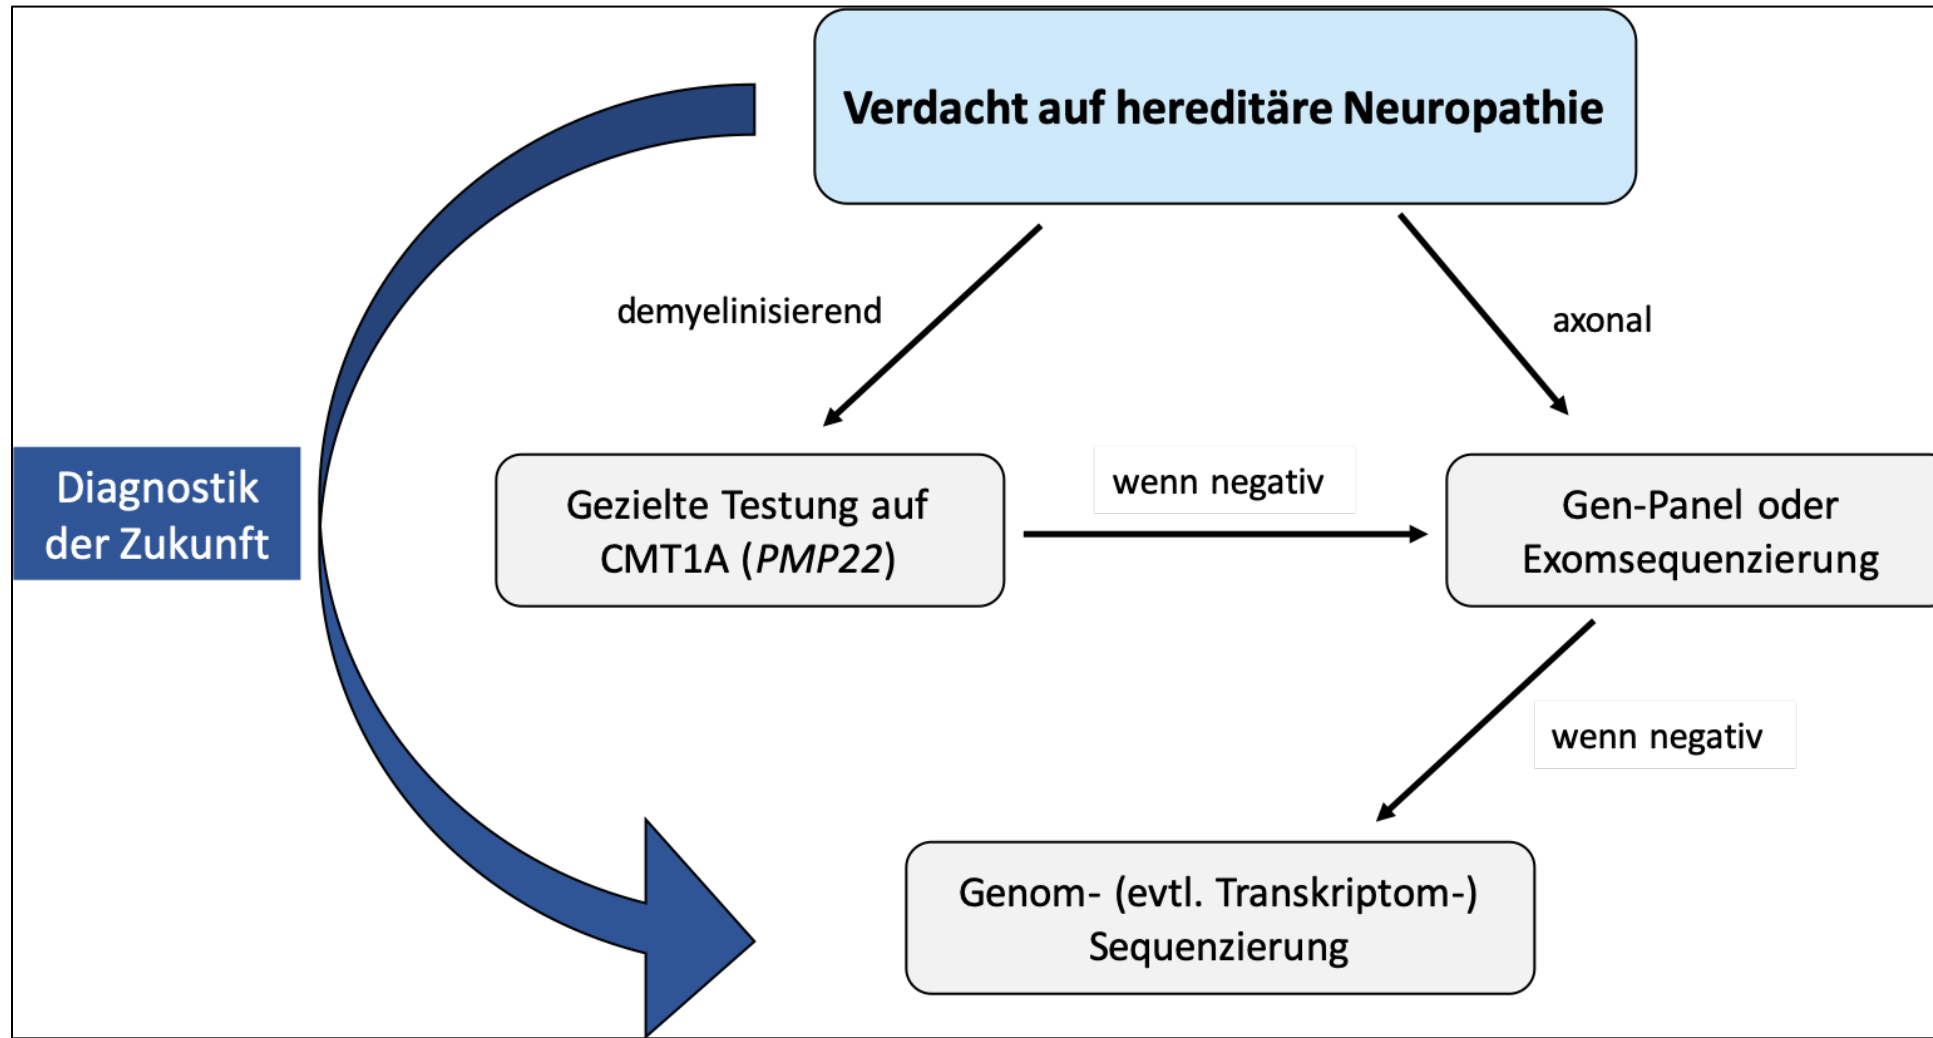 Verdacht auf hereditäre Neuropathie
demyelinisierend
axonal
Diagnostik
der Zukunft
Gezielte Testung auf
CMT1A (PMP22)
wenn negativ
Gen-Panel oder
Exomsequenzierung
wenn negativ
Genom- (evtl. Transkriptom-)
Sequenzierung